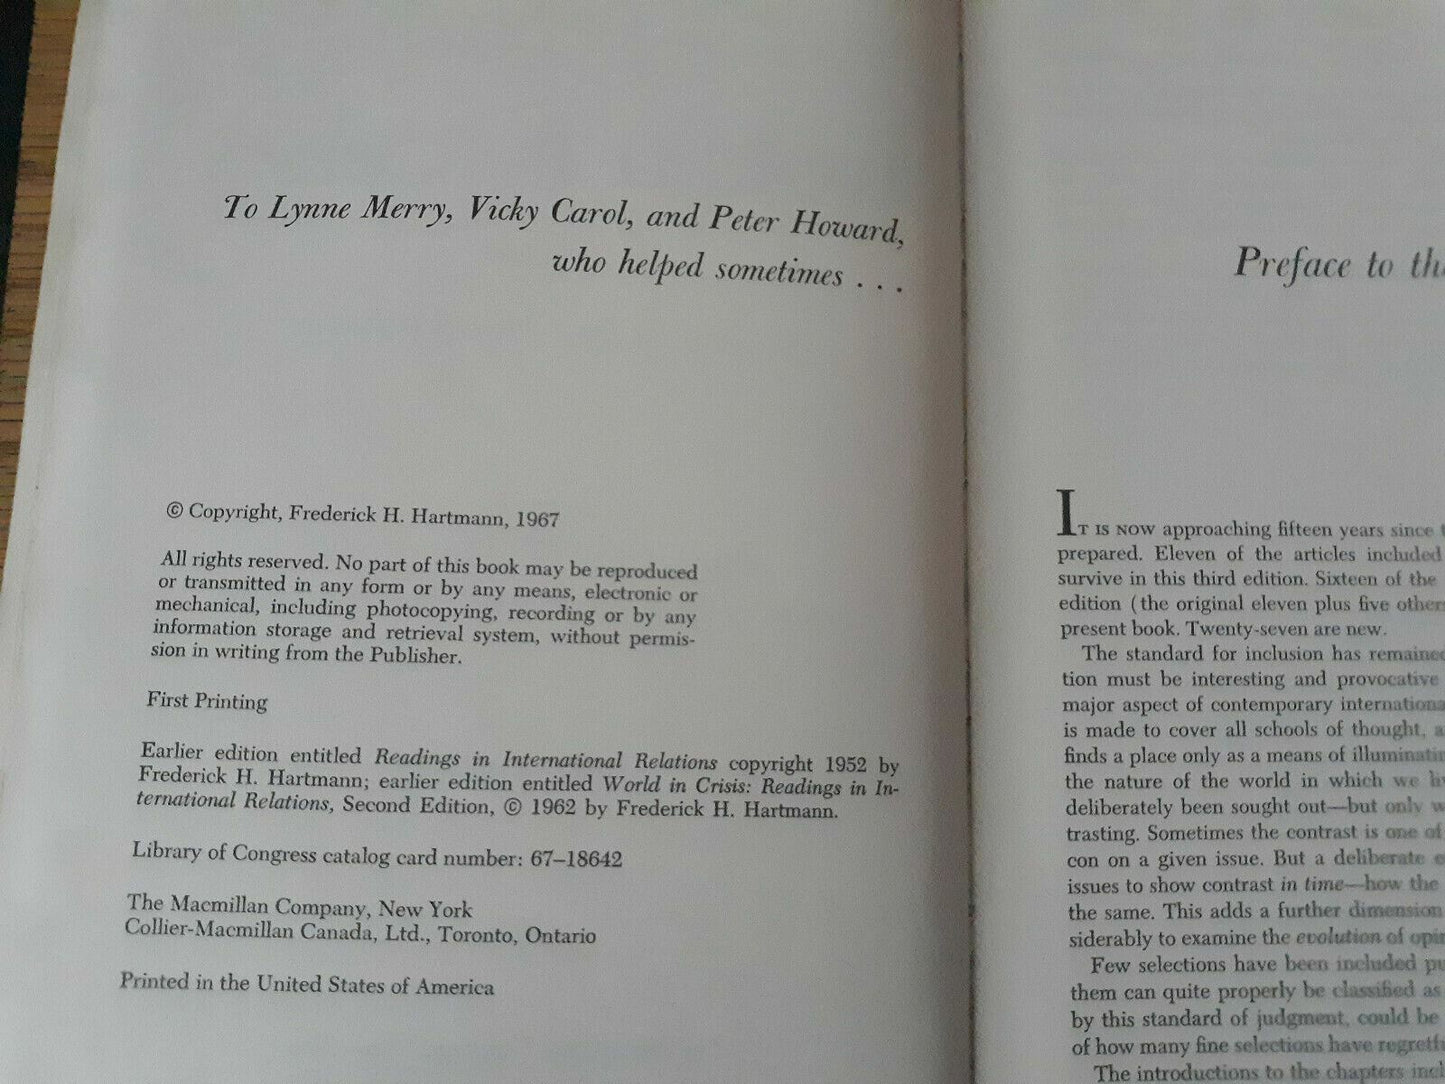 To Lynne Merry, Vicky Carol, and Peter Howard,
who helped sometimes . . .
© Copyright, Frederick H. Hartmann, 1967
All rights reserved. No part of this book may be reproduced
or transmitted in any form or by any means, electronic or
mechanical, including photocopying, recording or by any
information storage and retrieval system, without permis-
sion in writing from the Publisher.
First Printing
Earlier edition entitled Readings in International Relations copyright 1952 by
Frederick H. Hartmann; earlier edition entitled World in Crisis: Readings in In-
ternational Relations, Second Edition, © 1962 by Frederick H. Hartmann.
Library of Congress catalog card number: 67–18642
The Macmillan Company, New York
Collier-Macmillan Canada, Ltd., Toronto, Ontario
Printed in the United States of America
Preface to
IT IS NOW approaching fifteen years since
prepared. Eleven of the articles included
survive in this third edition. Sixteen of the
edition (the original eleven plus five
present book. Twenty-seven are new.
The standard for inclusion has
tion must be interesting and provocative
major aspect of contemporary
is made to cover all schools of thought,
finds a place only as a means of
the nature of the world in which we
deliberately been sought out—but only
trasting. Sometimes the contrast is one of
con on a given issue. But a deliberate
issues to show contrast in time—how the
the same. This adds a further dimension
siderably to examine the evolution of
Few selections have been included
them can quite properly be classified as
by this standard of judgment, could be
of how many fine selections have
The introductions to the chapters